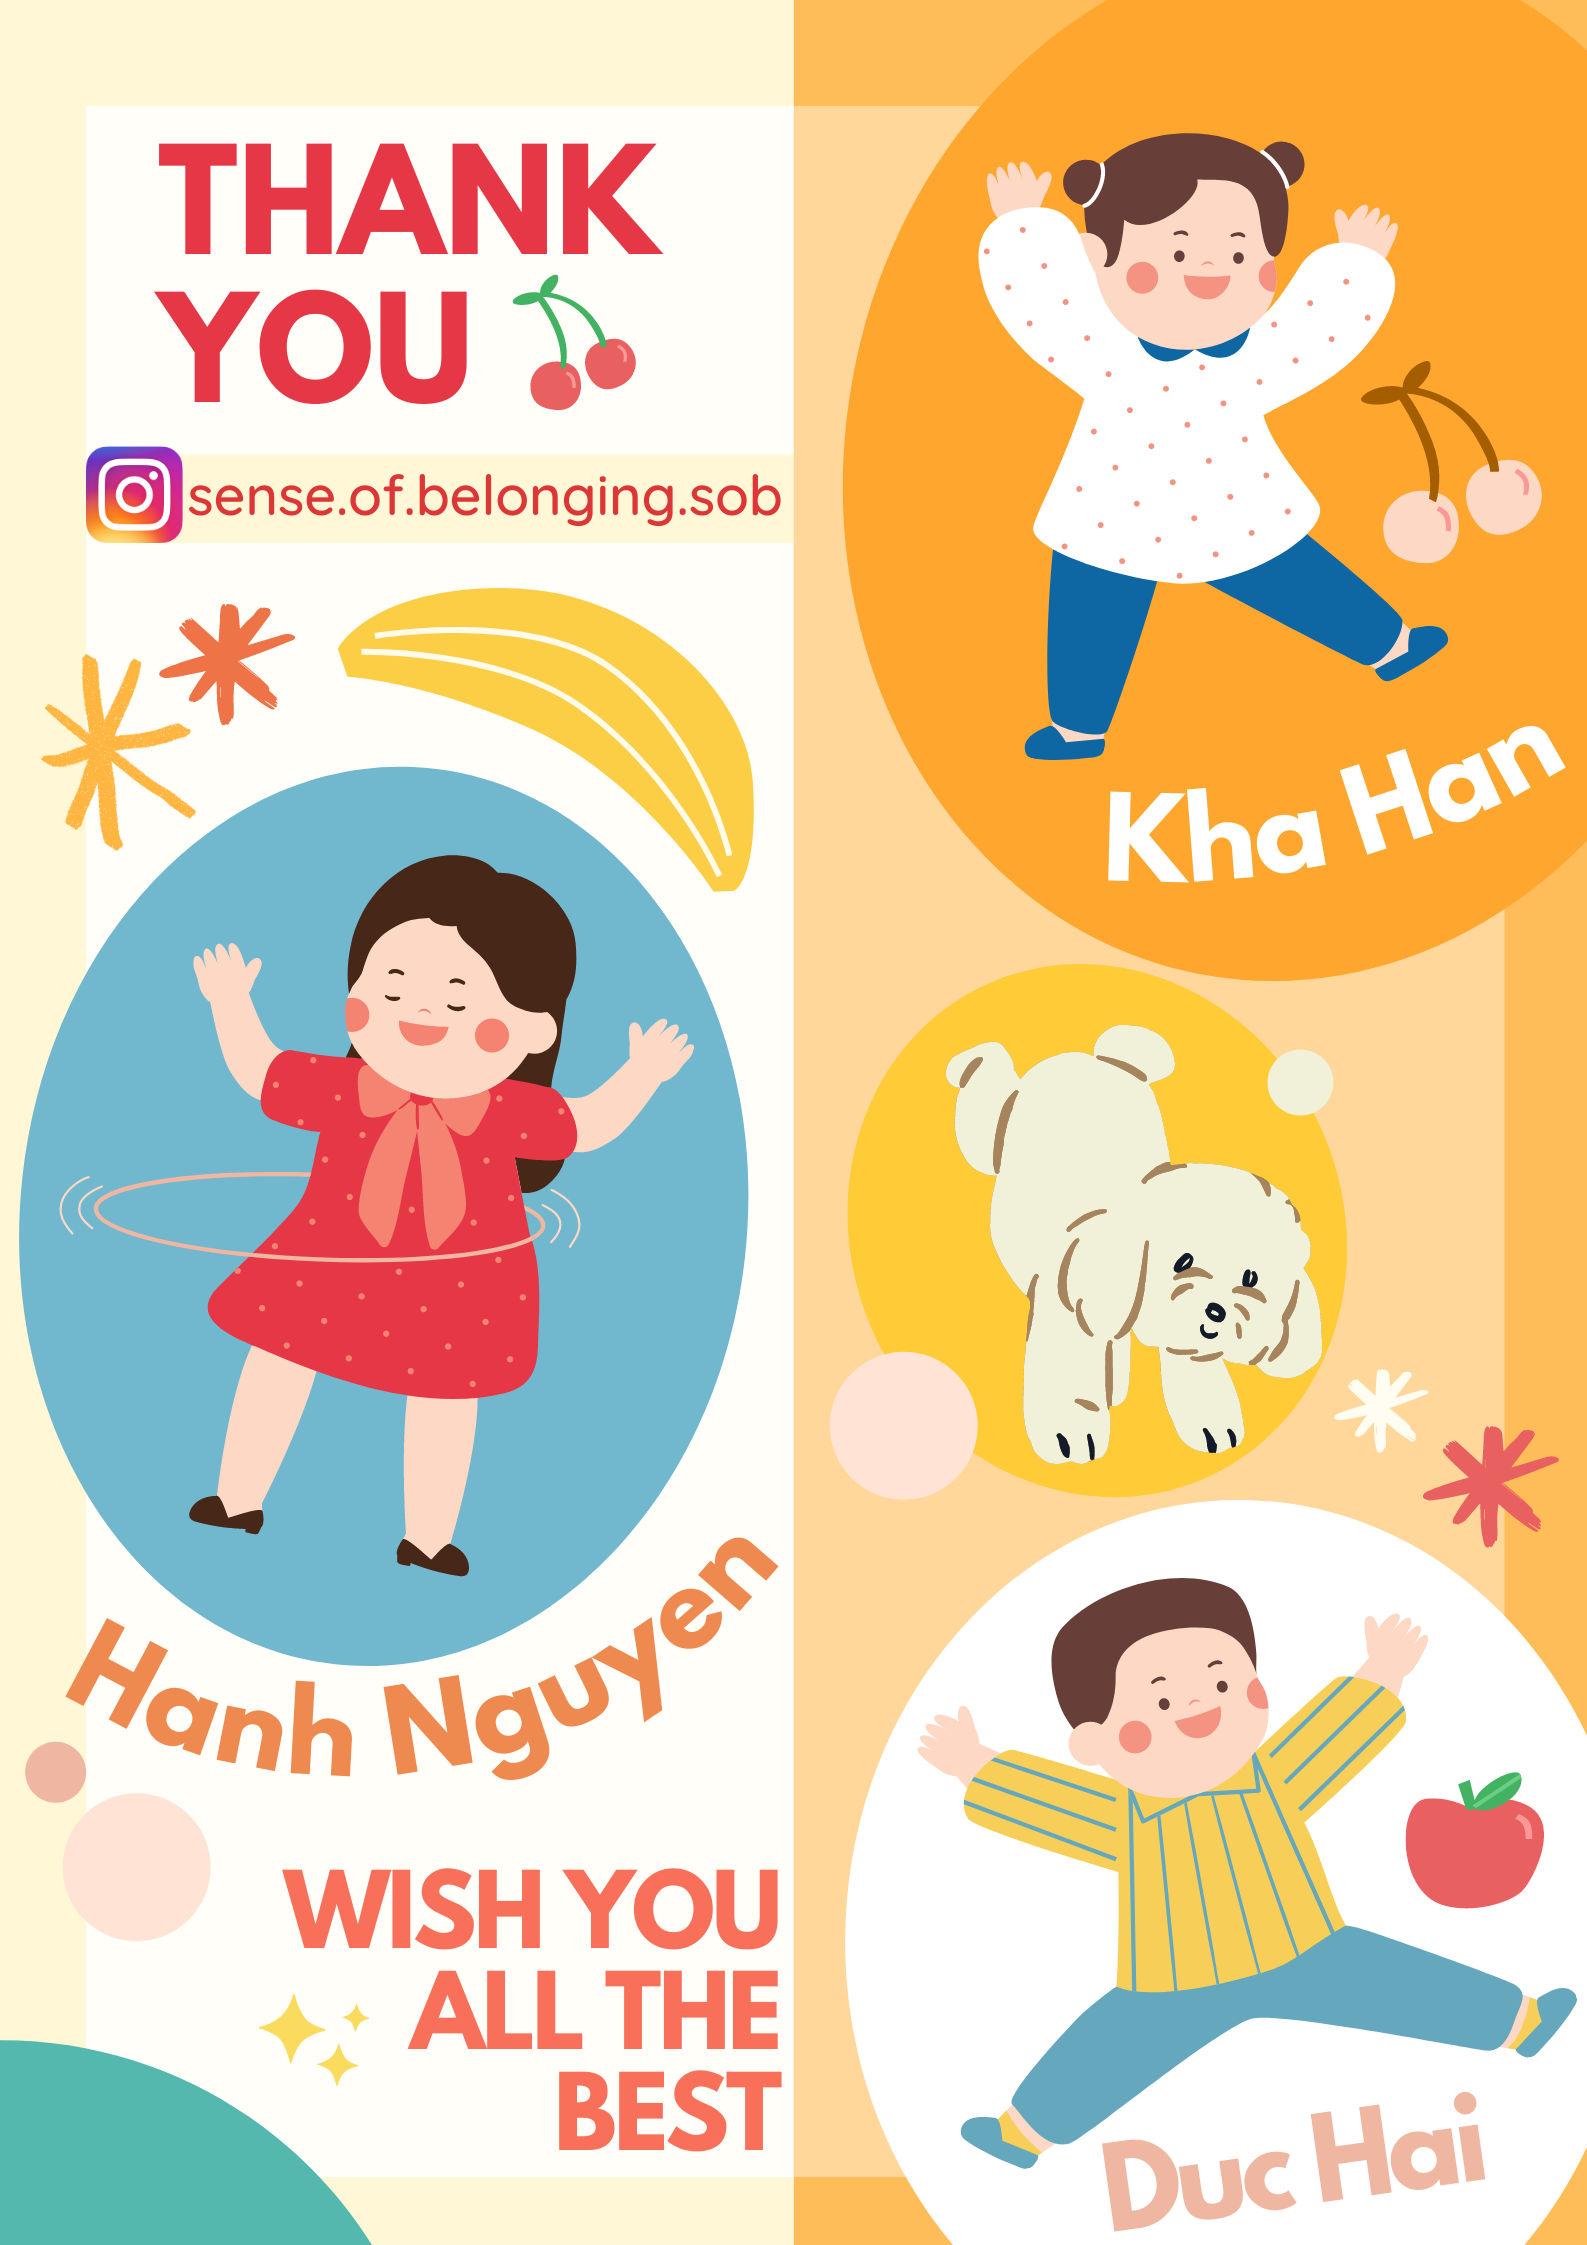 THANK
YOU
sense.of.belonging.sob
Hanh Nguyen
WISH YOU
ALL THE
BEST
Kha Han
Duc Hai